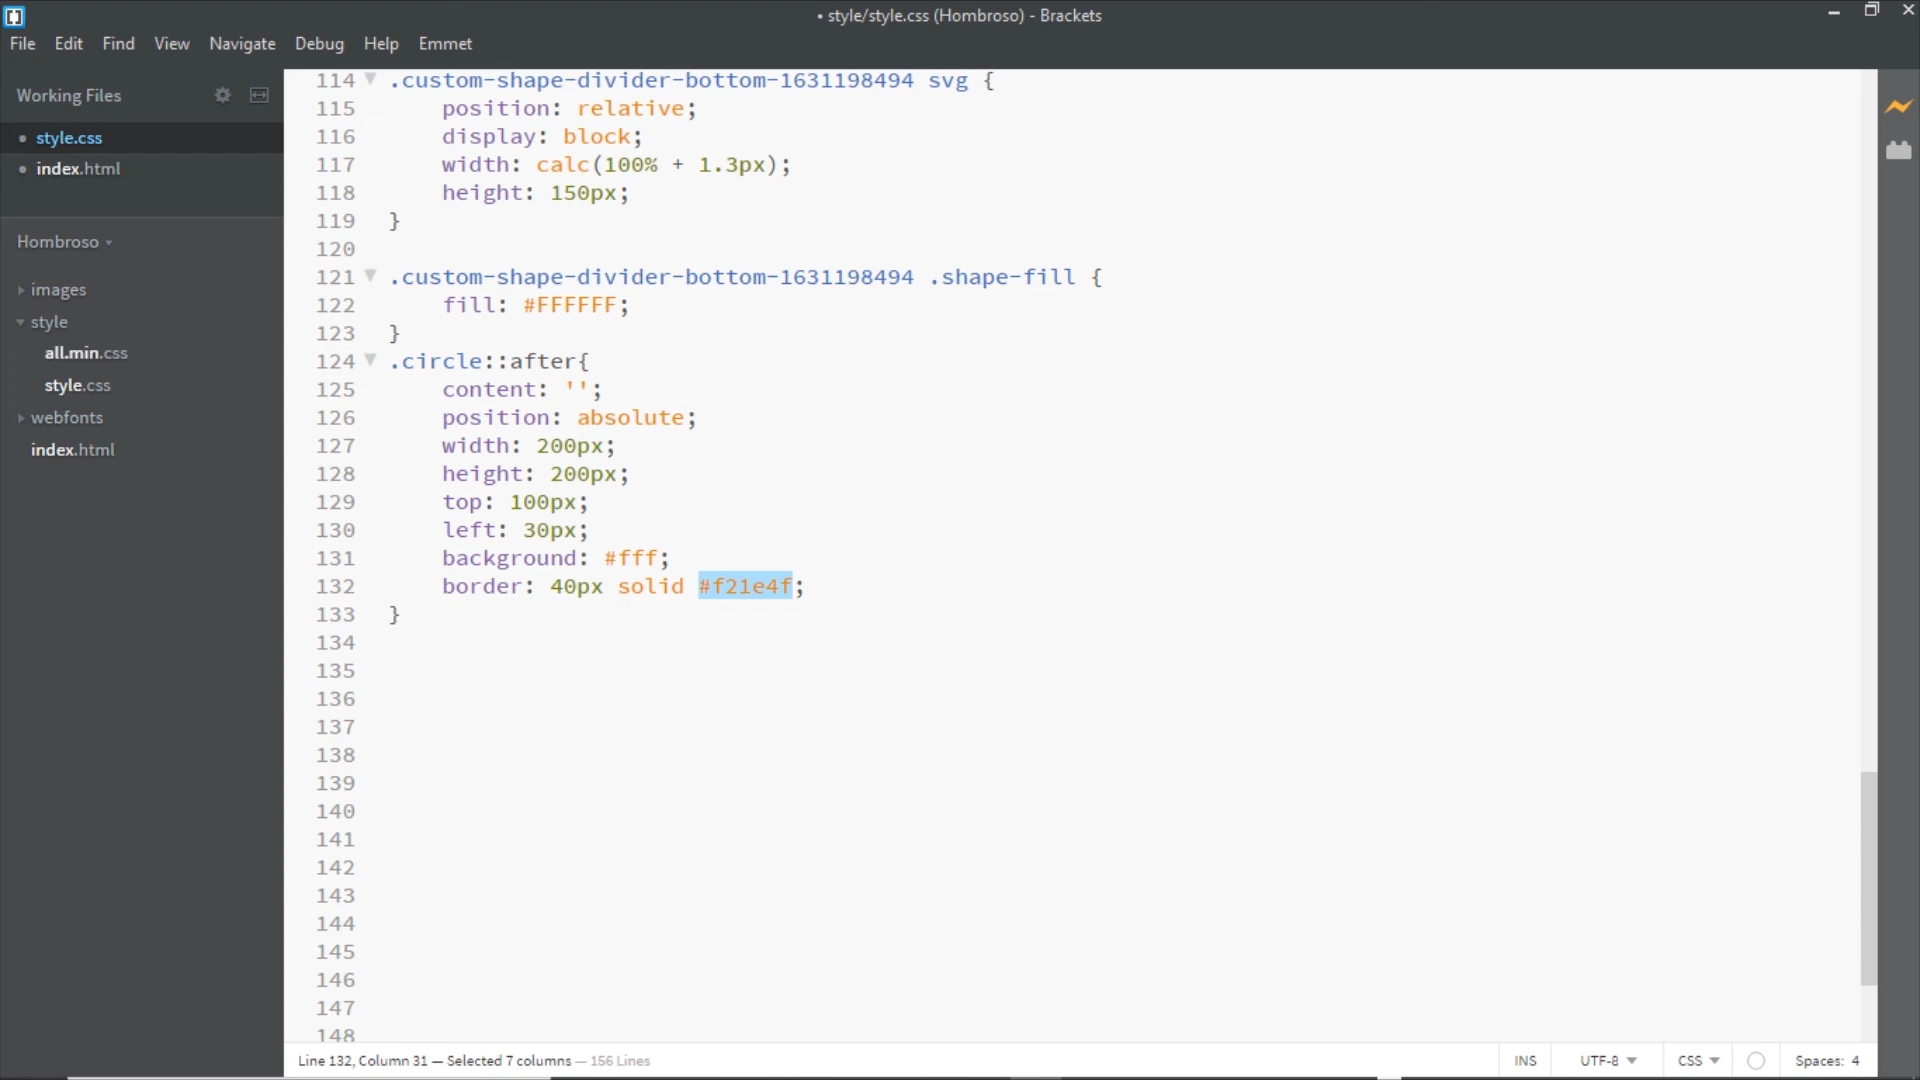 • style/style.css (Hombroso) - Brackets
File Edit Find View Navigate Debug Help Emmet
Working Files
style.css
index.html
Hombroso
images
style
all.min.css
style.css
webfonts
index.html
114 .custom-shape-divider-bottom-1631198494 svg {
115 position: relative;
116 display: block;
117 width: calc(100% + 1.3px);
118 height: 150px;
119 }
120
121 .custom-shape-divider-bottom-1631198494 .shape-fill {
122 fill: #FFFFFF;
123 }
124 .circle::after{
125 content: '';
126 position: absolute;
127 width: 200px;
128 height: 200px;
129 top: 100px;
130 left: 30px;
131 background: #fff;
132 border: 40px solid #f21e4f;
133 }
134
135
136
137
138
139
140
141
142
143
144
145
146
147
148
Line 132, Column 31 — Selected 7 columns — 156 Lines
INS UTF-8 CSS Spaces: 4